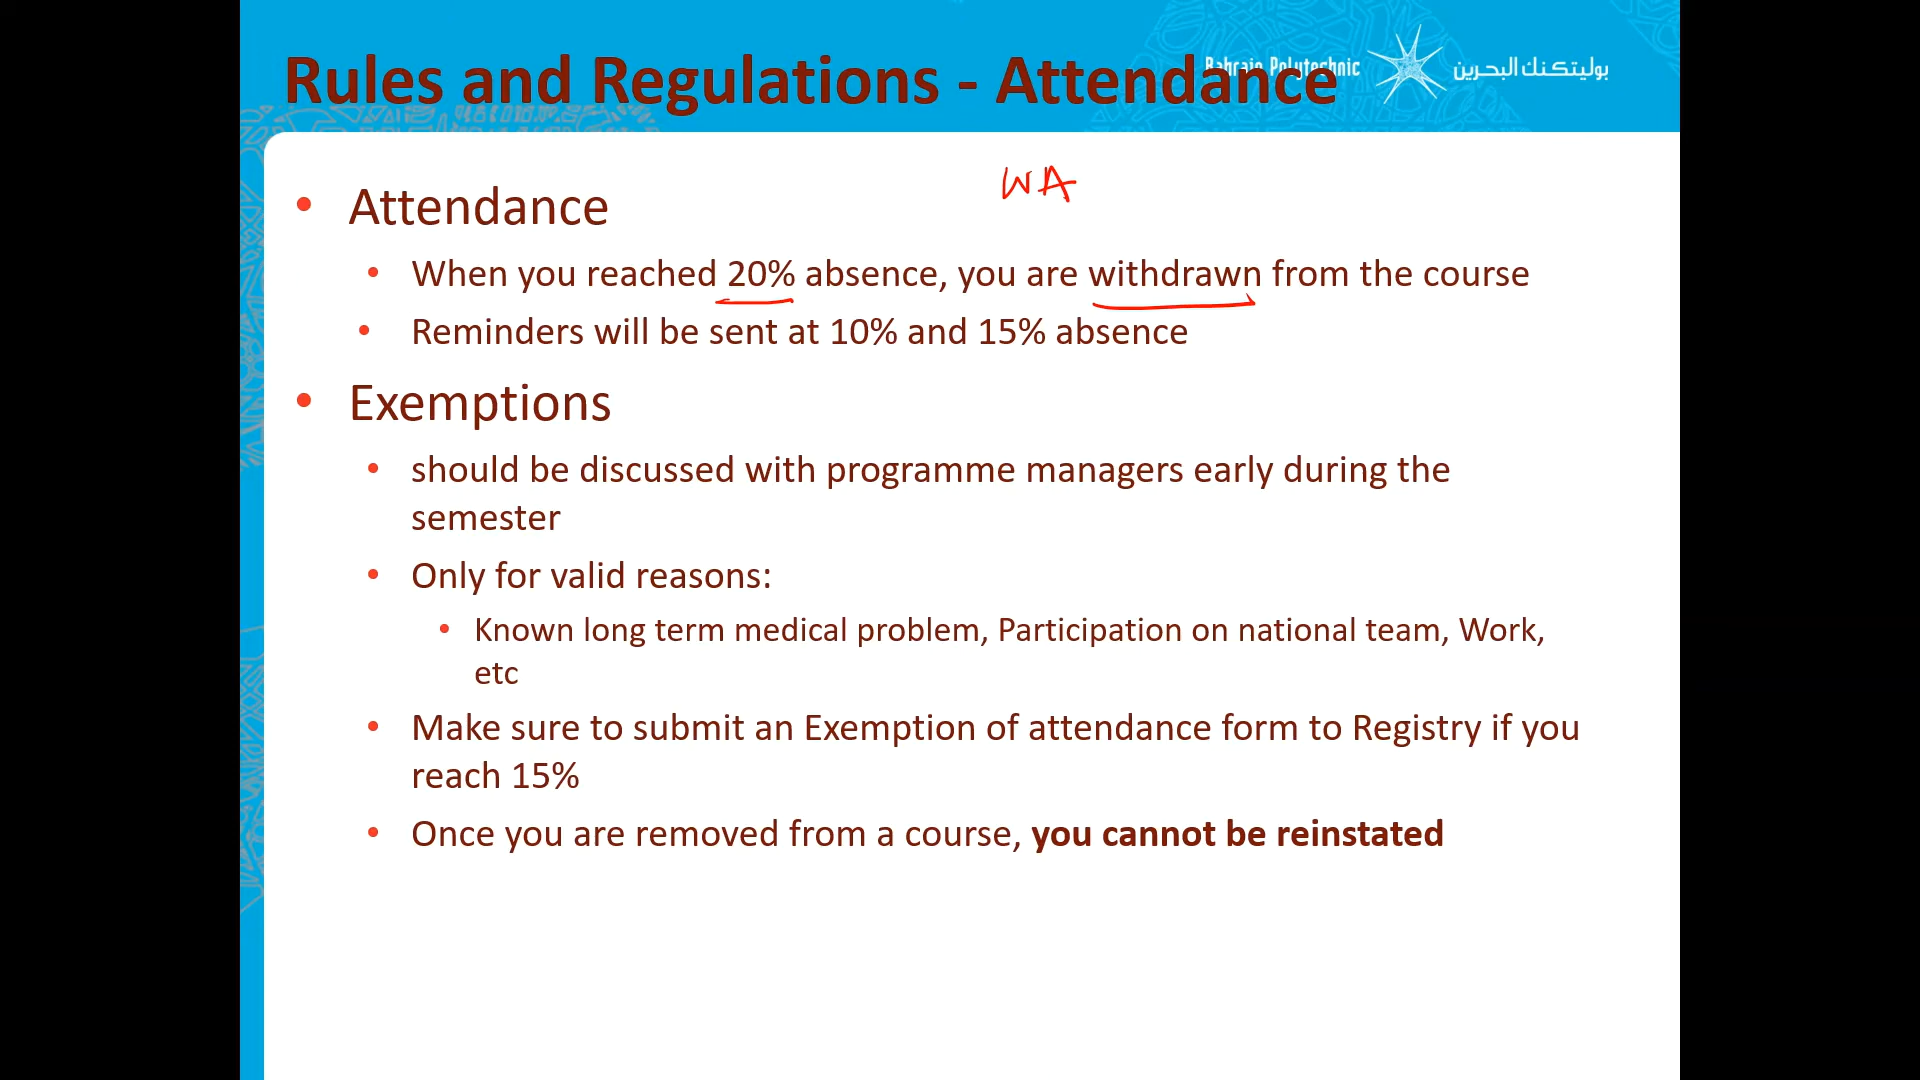 Rules and Regulations - Attendance
Bahrain Polytechnic
بوليتكنك البحرين
WA
• Attendance
• When you reached 20% absence, you are withdrawn from the course
• Reminders will be sent at 10% and 15% absence
• Exemptions
• should be discussed with programme managers early during the
semester
• Only for valid reasons:
• Known long term medical problem, Participation on national team, Work,
etc
• Make sure to submit an Exemption of attendance form to Registry if you
reach 15%
• Once you are removed from a course, you cannot be reinstated